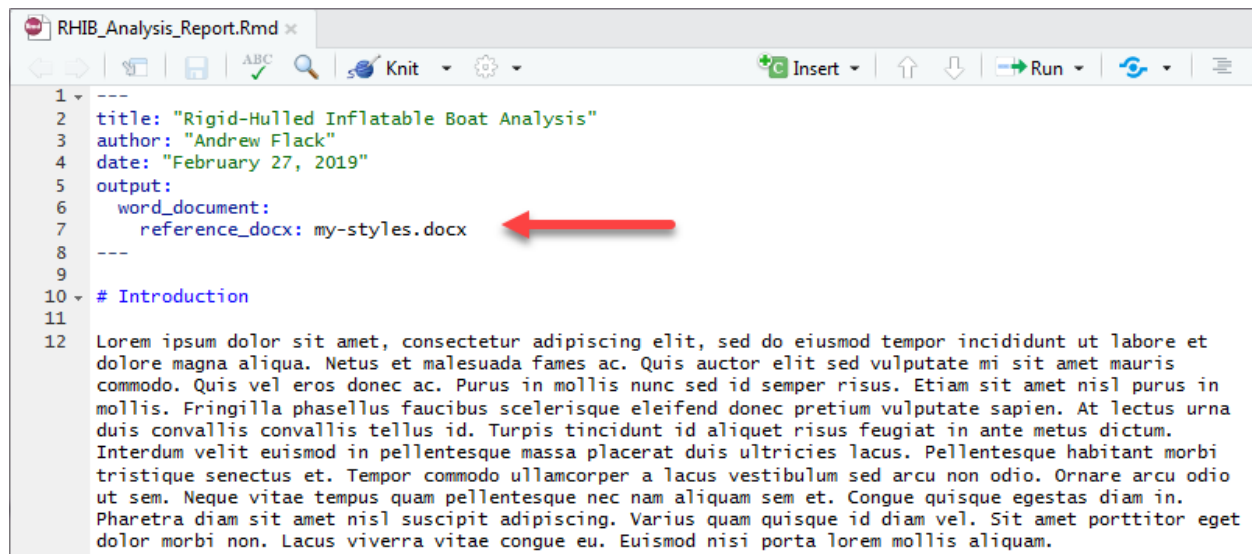 RHIB_Analysis_Report.Rmd
ABC Knit Insert Run
1 ---
2 title: "Rigid-Hulled Inflatable Boat Analysis"
3 author: "Andrew Flack"
4 date: "February 27, 2019"
5 output:
6   word_document:
7     reference_docx: my-styles.docx
8 ---
9
10 # Introduction
11
12 Lorem ipsum dolor sit amet, consectetur adipiscing elit, sed do eiusmod tempor incididunt ut labore et
dolore magna aliqua. Netus et malesuada fames ac. Quis auctor elit sed vulputate mi sit amet mauris
commodo. Quis vel eros donec ac. Purus in mollis nunc sed id semper risus. Etiam sit amet nisl purus in
mollis. Fringilla phasellus faucibus scelerisque eleifend donec pretium vulputate sapien. At lectus urna
duis convallis convallis tellus id. Turpis tincidunt id aliquet risus feugiat in ante metus dictum.
Interdum velit euismod in pellentesque massa placerat duis ultricies lacus. Pellentesque habitant morbi
tristique senectus et. Tempor commodo ullamcorper a lacus vestibulum sed arcu non odio. Ornare arcu odio
ut sem. Neque vitae tempus quam pellentesque nec nam aliquam sem et. Congue quisque egestas diam in.
Pharetra diam sit amet nisl suscipit adipiscing. Varius quam quisque id diam vel. Sit amet porttitor eget
dolor morbi non. Lacus viverra vitae congue eu. Euismod nisi porta lorem mollis aliquam.